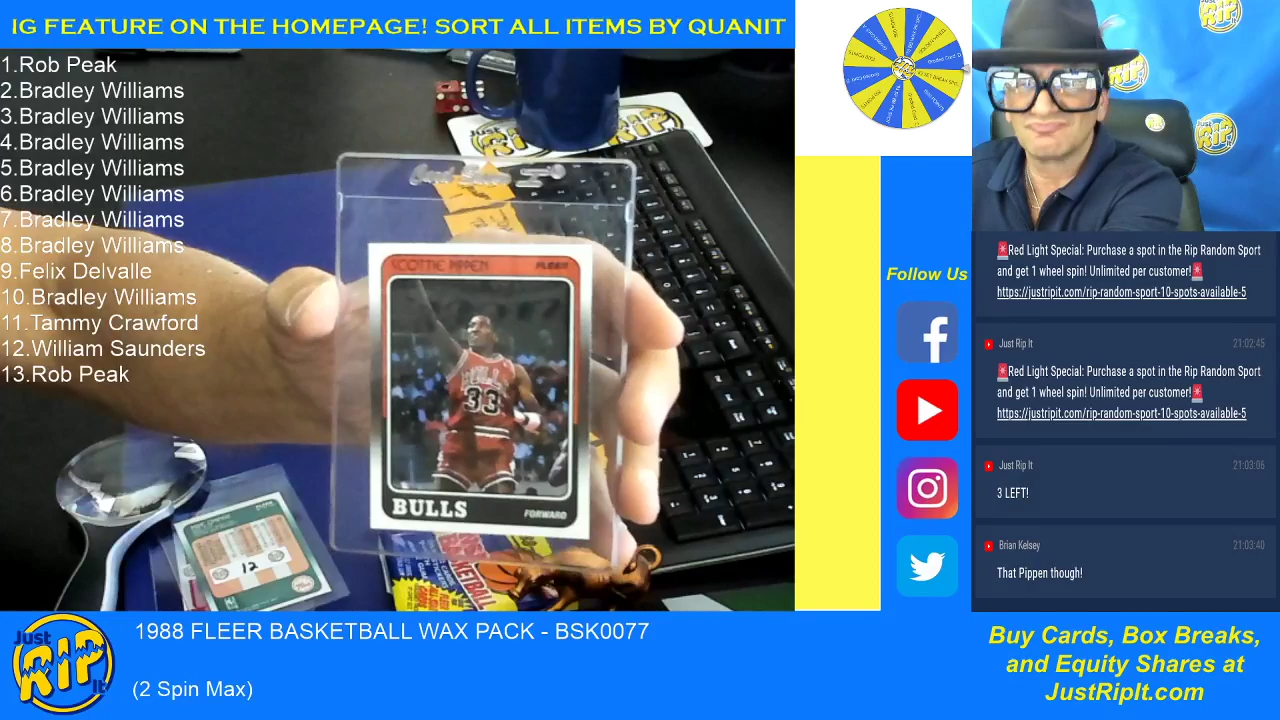 IG FEATURE ON THE HOMEPAGE! SORT ALL ITEMS BY QUANIT
1.Rob Peak
2.Bradley Williams
3.Bradley Williams
4.Bradley Williams
5.Bradley Williams
6.Bradley Williams
7.Bradley Williams
8.Bradley Williams
9.Felix Delvalle
10.Bradley Williams
11.Tammy Crawford
12.William Saunders
13.Rob Peak
Just
RIP
SCOTTIE PIPPEN
FLEER
BULLS
33
BULLS
FORWARD
12
BASKETBALL
Follow Us
🚨Red Light Special: Purchase a spot in the Rip Random Sport
and get 1 wheel spin! Unlimited per customer!🚨
https://justripit.com/rip-random-sport-10-spots-available-5
Just Rip It
21:02:45
🚨Red Light Special: Purchase a spot in the Rip Random Sport
and get 1 wheel spin! Unlimited per customer!🚨
https://justripit.com/rip-random-sport-10-spots-available-5
Just Rip It
21:03:06
3 LEFT!
Brian Kelsey
21:03:40
That Pippen though!
Just
RIP
It
1988 FLEER BASKETBALL WAX PACK - BSK0077
(2 Spin Max)
Buy Cards, Box Breaks,
and Equity Shares at
JustRipIt.com